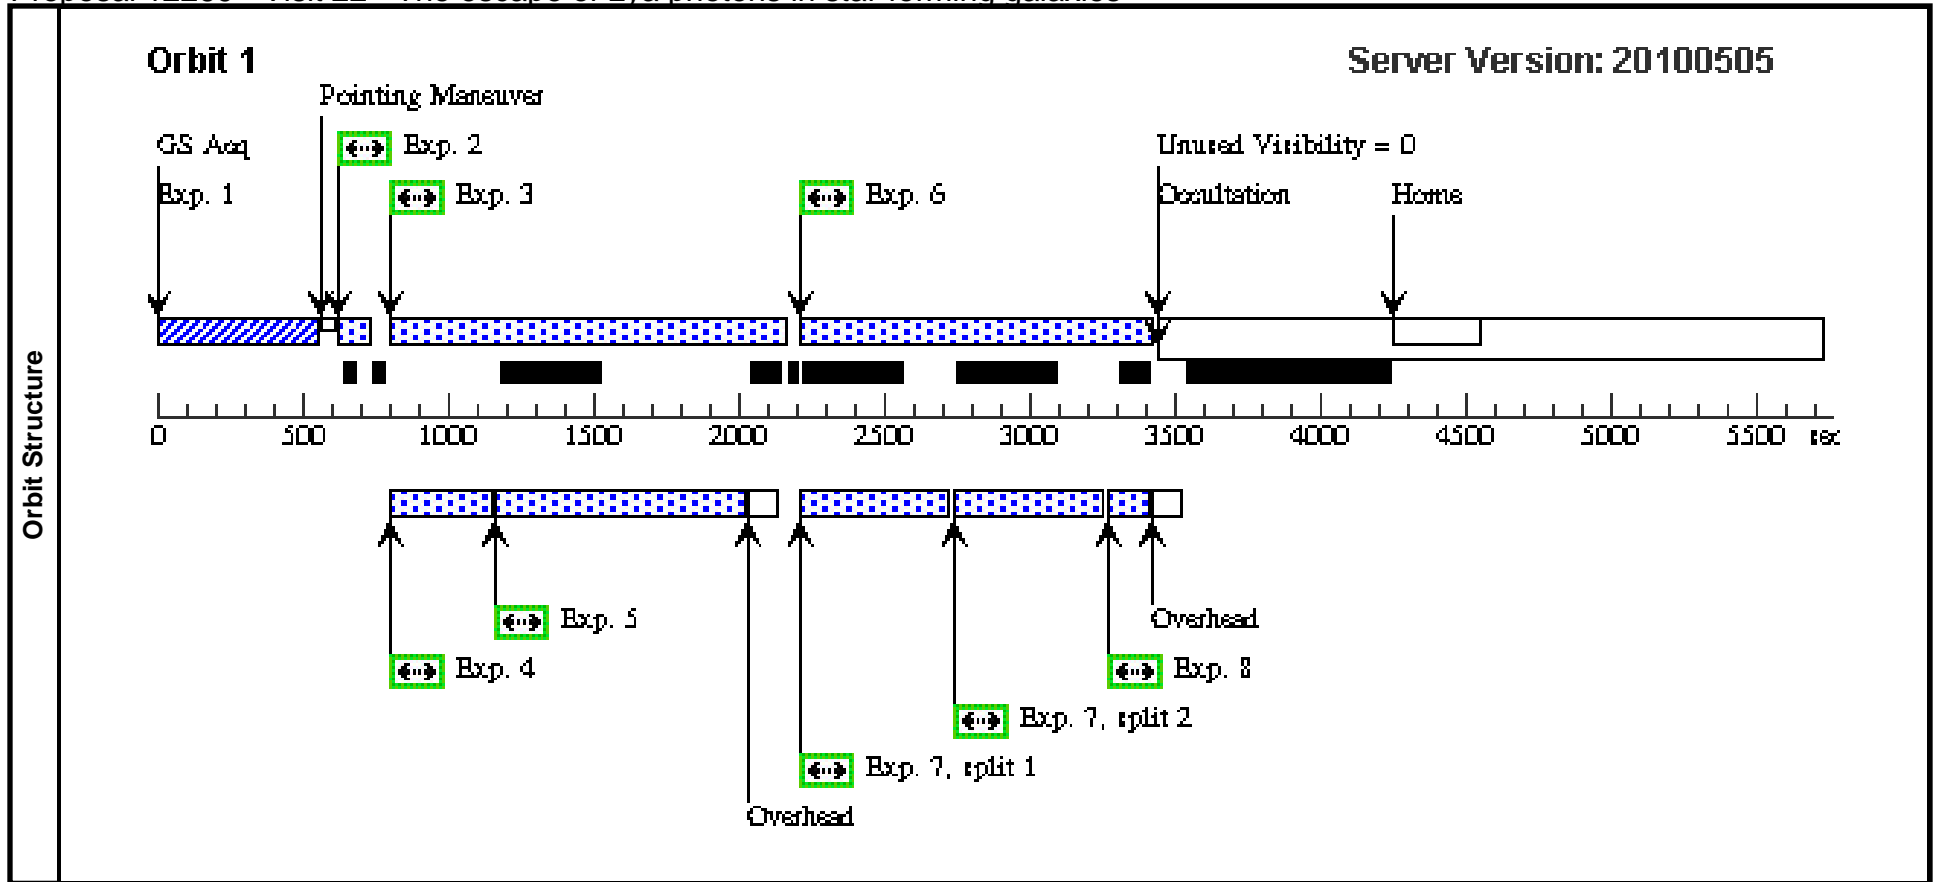 Orbit 1
Server Version: 20100505
Pointing Maneuver
GS Acq
Exp. 2
Unused Visibility = 0
Exp. 1
Exp. 3
Exp. 6
Occultation
Home
Orbit Structure
0 500 1000 1500 2000 2500 3000 3500 4000 4500 5000 5500 sec
Exp. 5
Overhead
Exp. 4
Exp. 8
Exp. 7, split 2
Exp. 7, split 1
Overhead